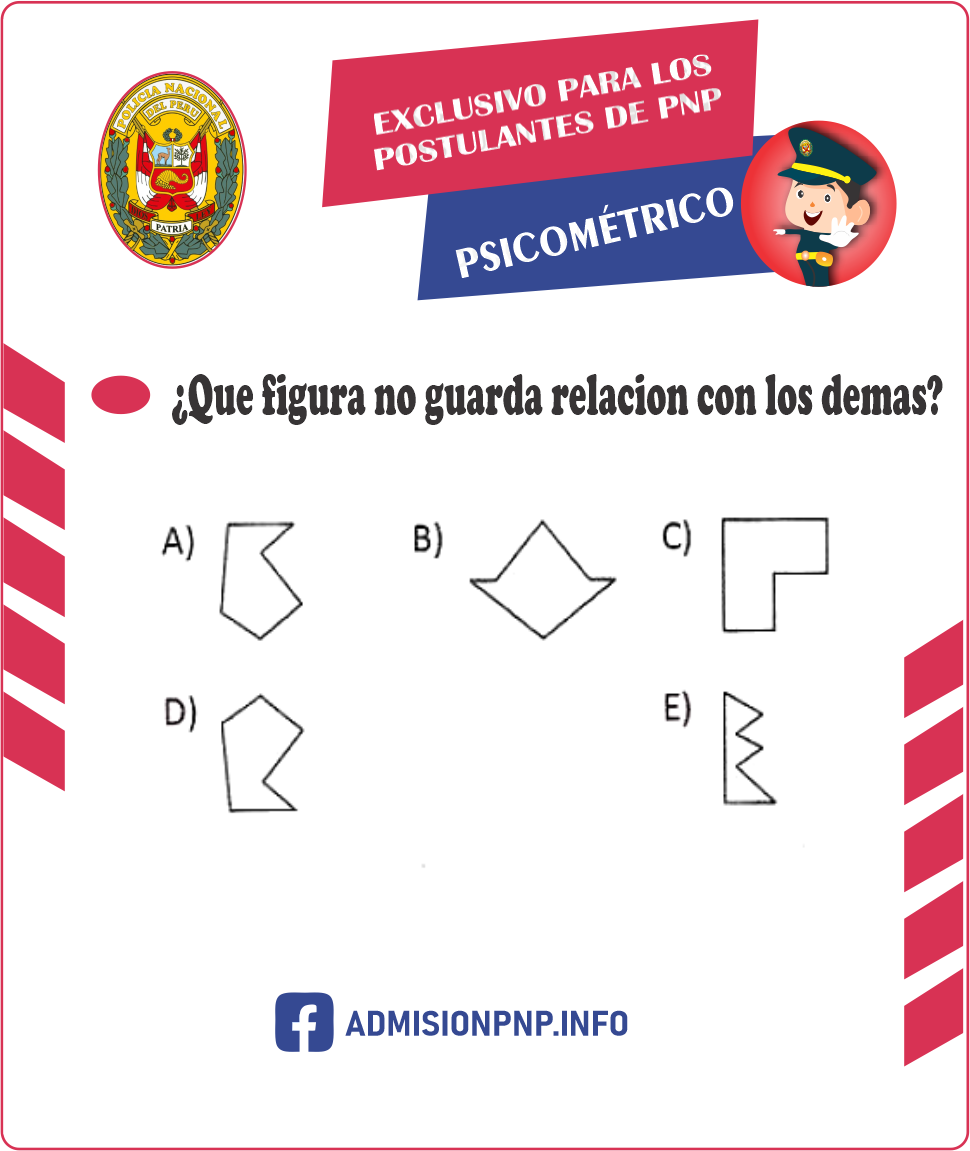 POLICIA NACIONAL
DEL PERU
PATRIA
EXCLUSIVO PARA LOS
POSTULANTES DE PNP
PSICOMÉTRICO
¿Que figura no guarda relacion con los demas?
A)
B)
C)
D)
E)
ADMISIONPNP.INFO